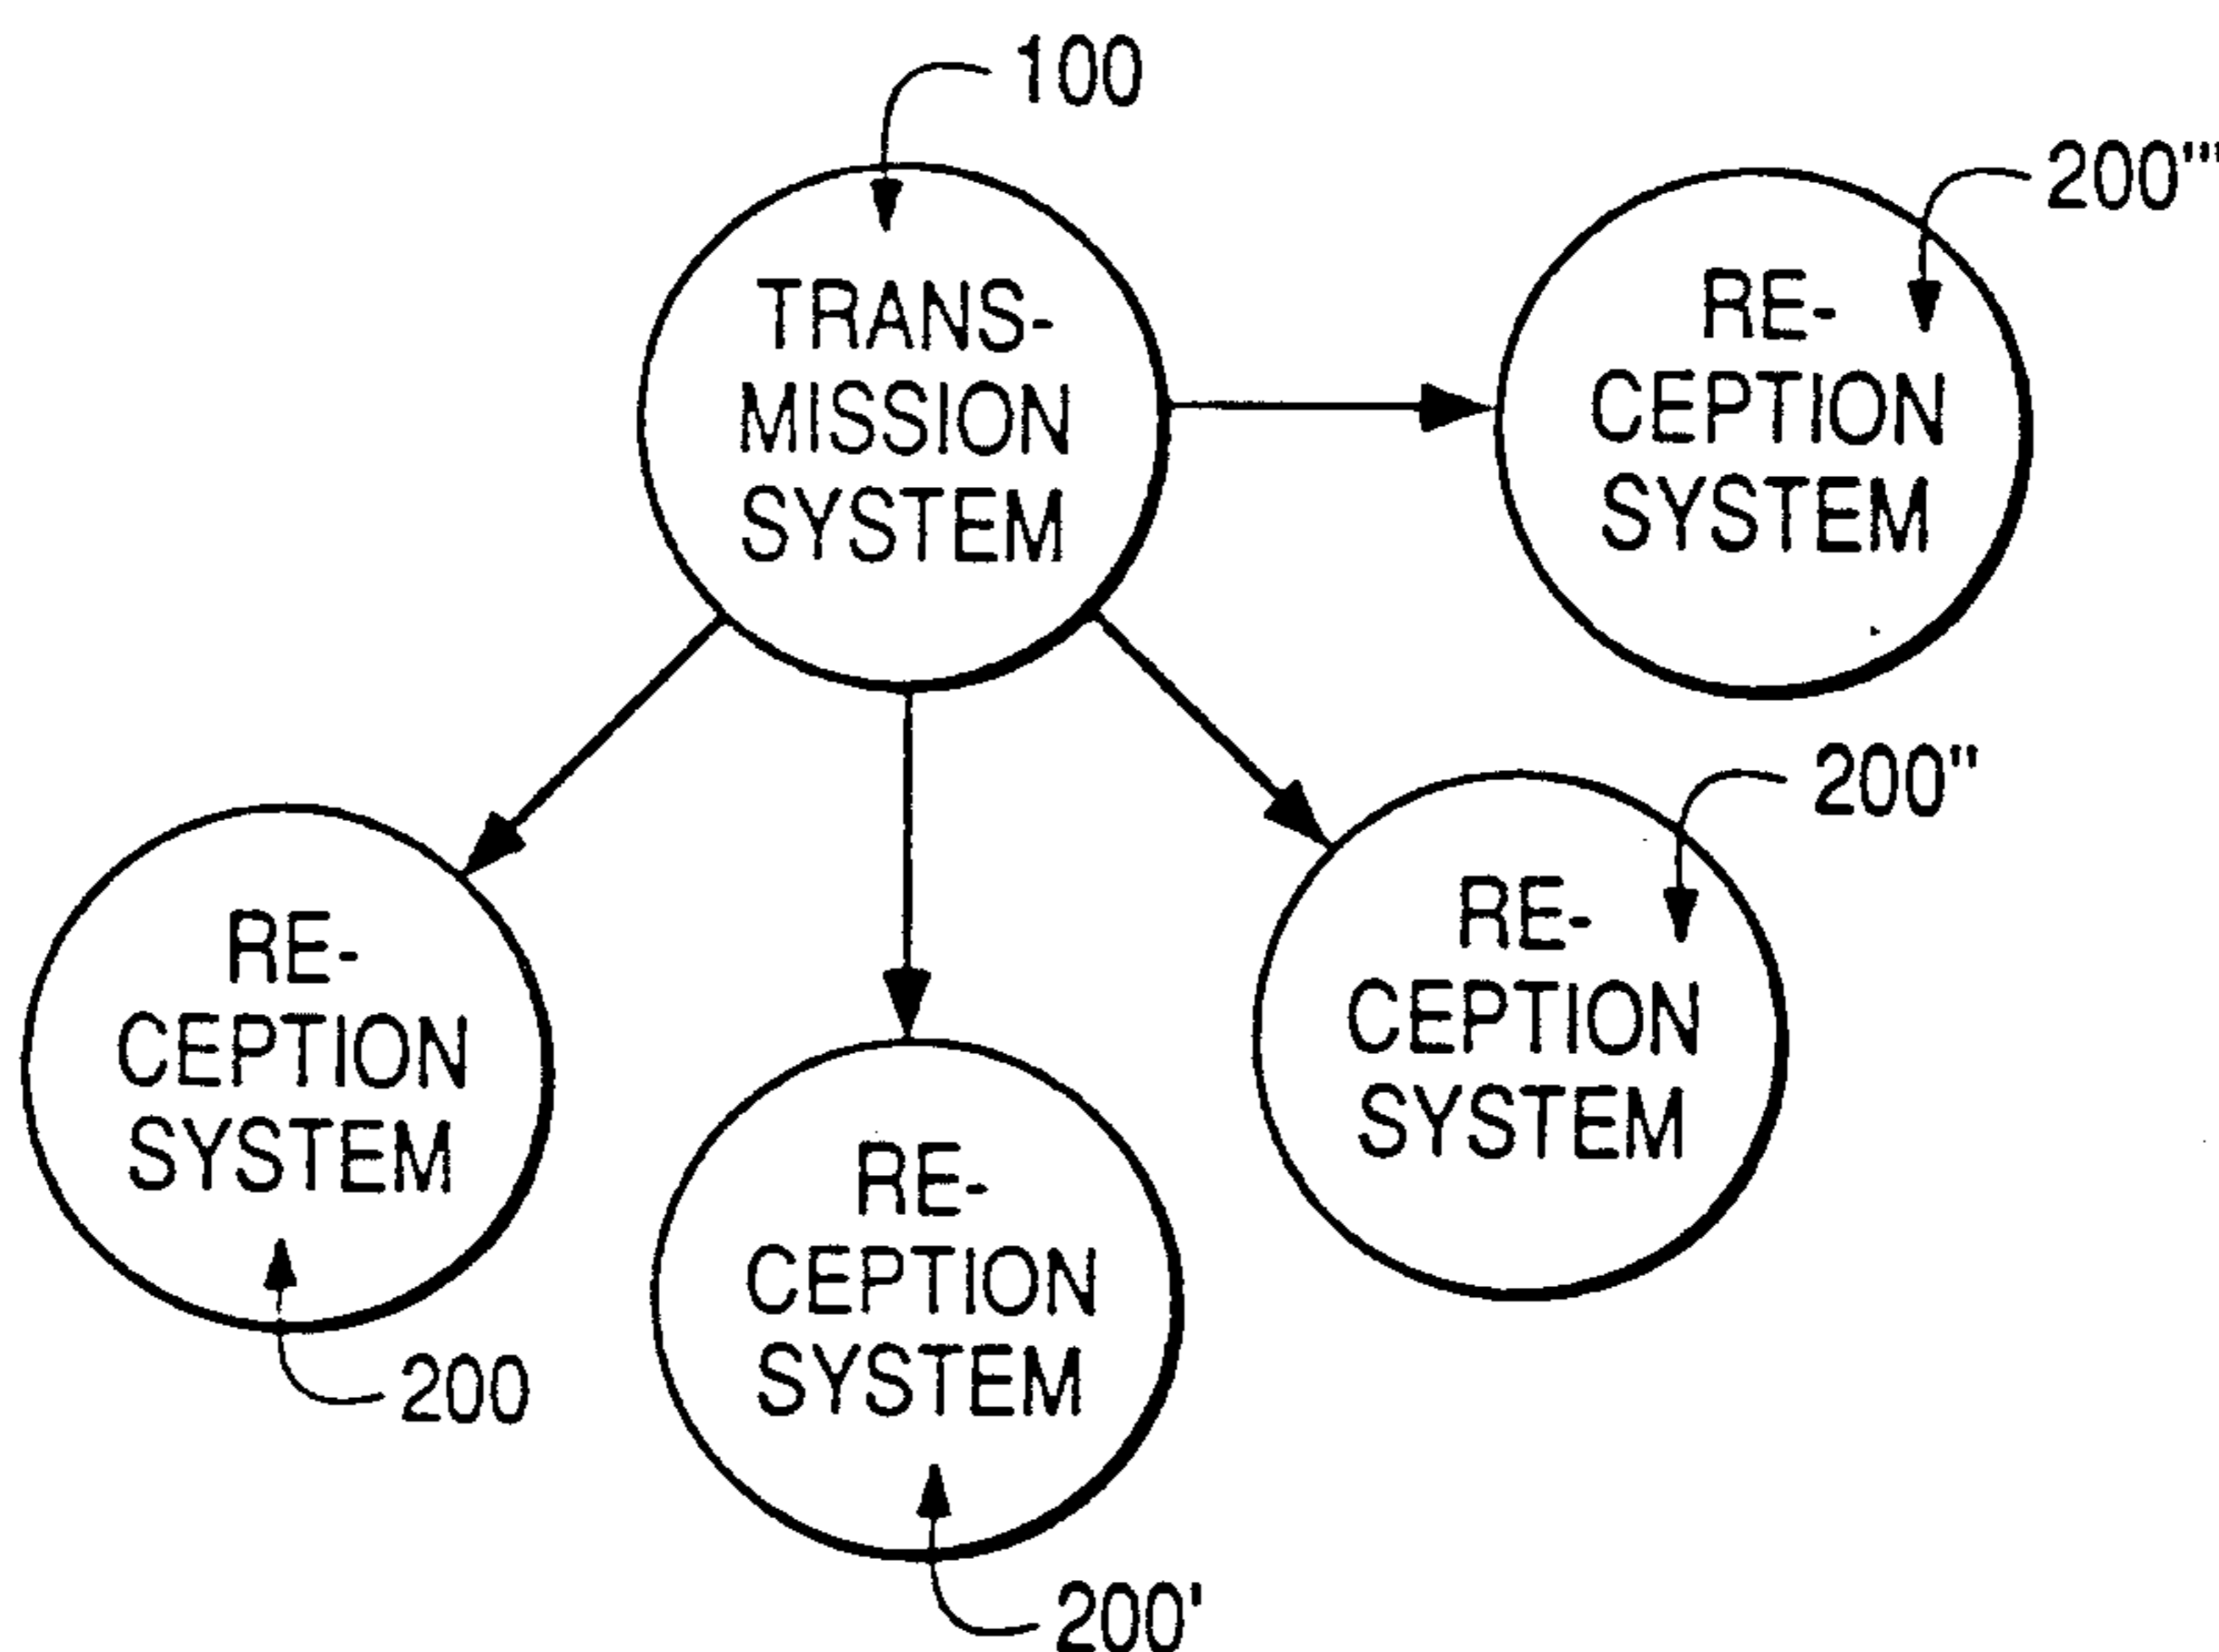 100
TRANS-
MISSION
SYSTEM
200'''
RE-
CEPTION
SYSTEM
200"
RE-
CEPTION
SYSTEM
RE-
CEPTION
SYSTEM
200
RE-
CEPTION
SYSTEM
200'